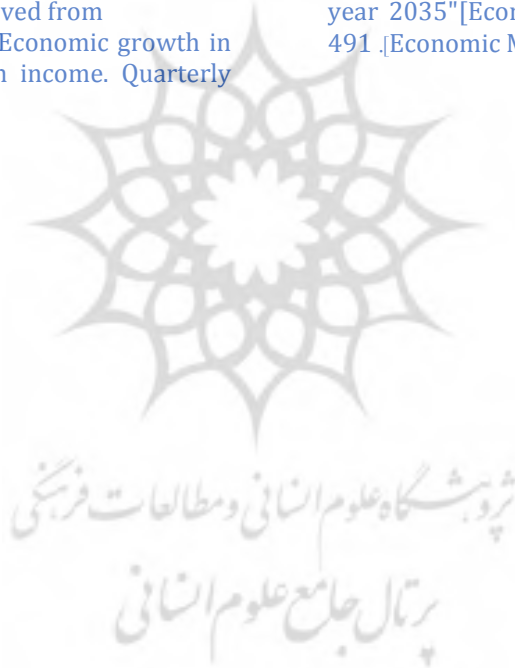 ved from
Economic growth in
n income. Quarterly
year 2035"[Econ
491 .[Economic M
پژوهشگاه علوم انسانی و مطالعات فرهنگی
پرتال جامع علوم انسانی